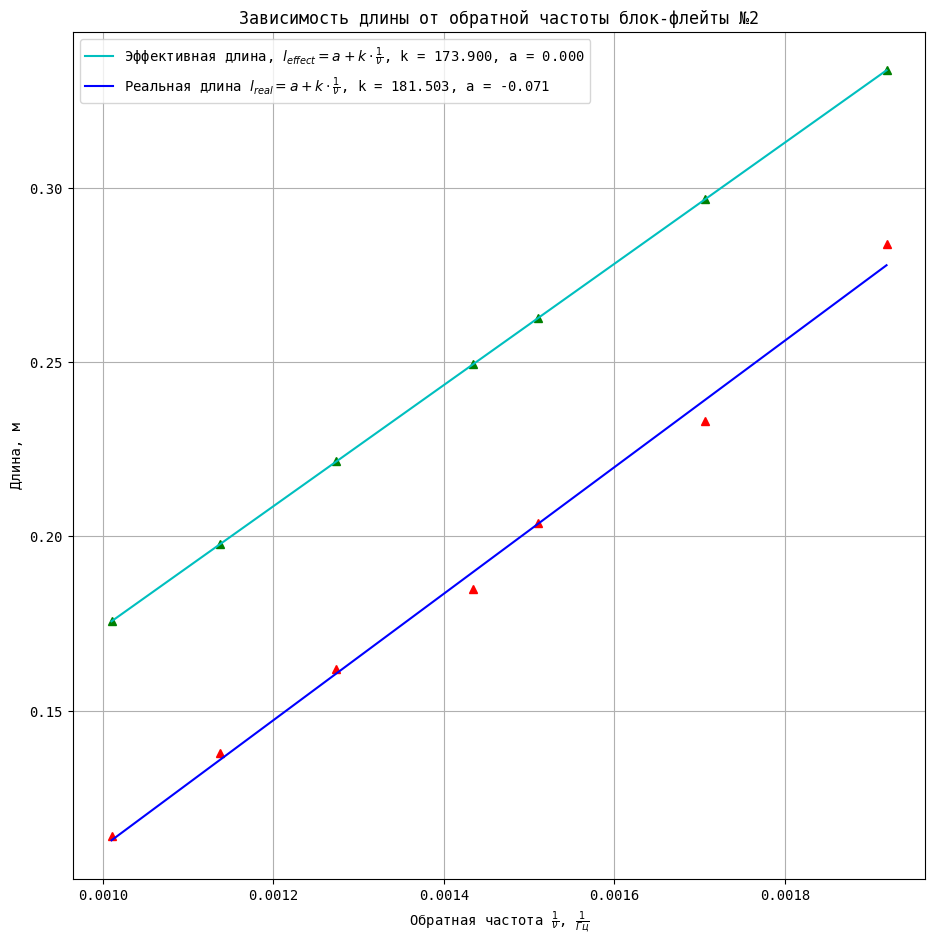 Зависимость длины от обратной частоты блок-флейты №2
Эффективная длина, $l_{effect} = a + k \cdot \frac{1}{\nu}$, k = 173.900, a = 0.000
Реальная длина $l_{real} = a + k \cdot \frac{1}{\nu}$, k = 181.503, a = -0.071
Длина, м
0.30
0.25
0.20
0.15
0.0010 0.0012 0.0014 0.0016 0.0018
Обратная частота $\frac{1}{\nu}$, $\frac{1}{Гц}$